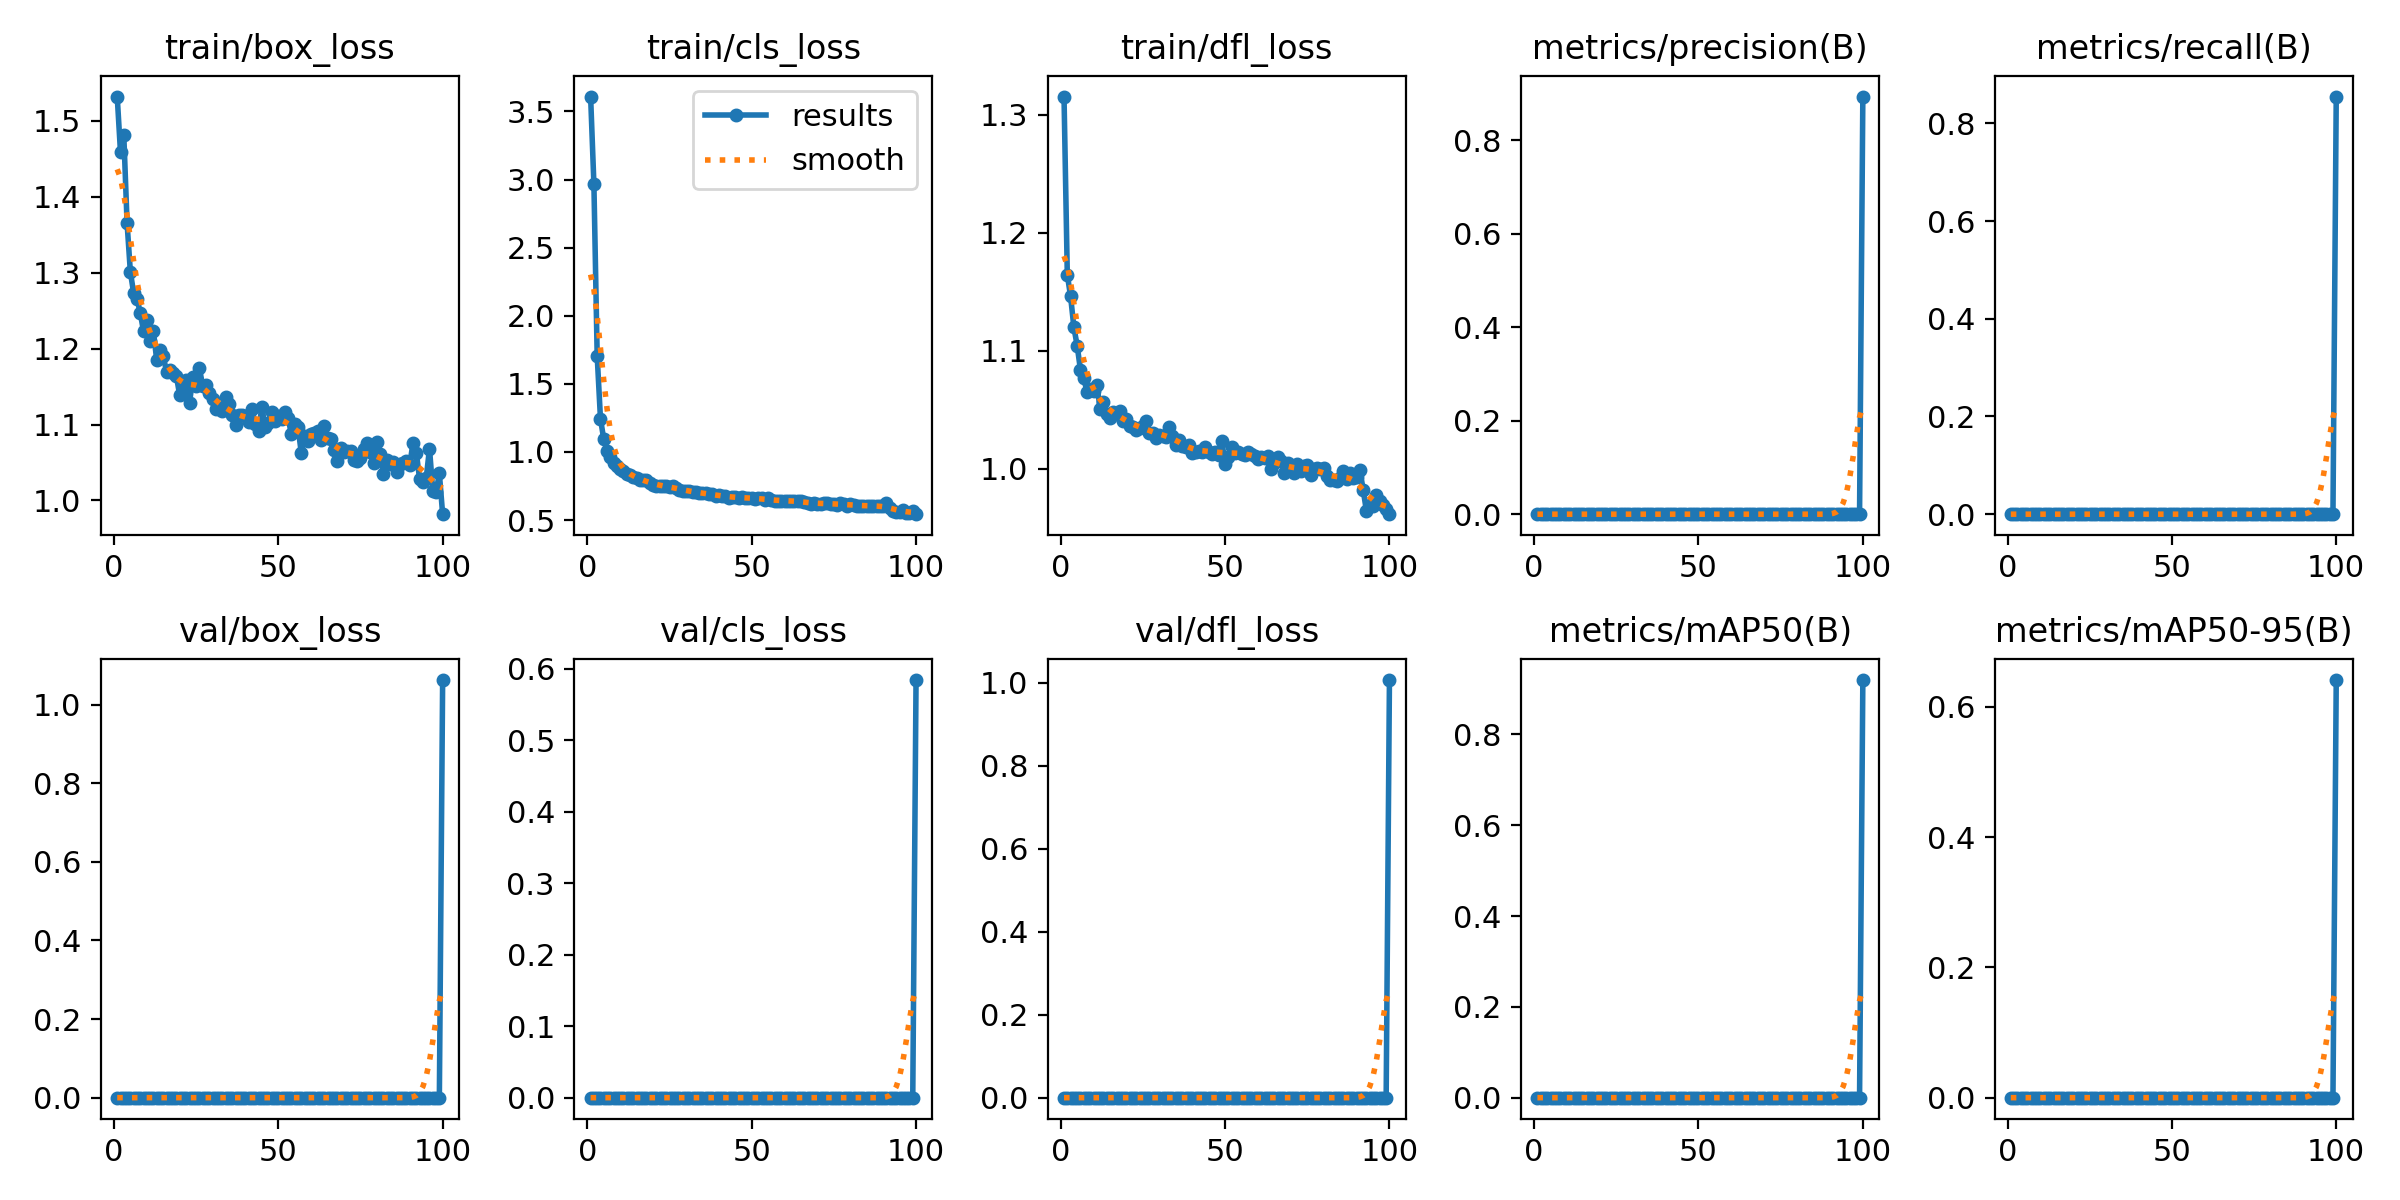 train/box_loss
1.5
1.4
1.3
1.2
1.1
1.0
0 50 100
train/cls_loss
results
smooth
3.5
3.0
2.5
2.0
1.5
1.0
0.5
0 50 100
train/dfl_loss
1.3
1.2
1.1
1.0
0 50 100
metrics/precision(B)
0.8
0.6
0.4
0.2
0.0
0 50 100
metrics/recall(B)
0.8
0.6
0.4
0.2
0.0
0 50 100
val/box_loss
1.0
0.8
0.6
0.4
0.2
0.0
0 50 100
val/cls_loss
0.6
0.5
0.4
0.3
0.2
0.1
0.0
0 50 100
val/dfl_loss
1.0
0.8
0.6
0.4
0.2
0.0
0 50 100
metrics/mAP50(B)
0.8
0.6
0.4
0.2
0.0
0 50 100
metrics/mAP50-95(B)
0.6
0.4
0.2
0.0
0 50 100